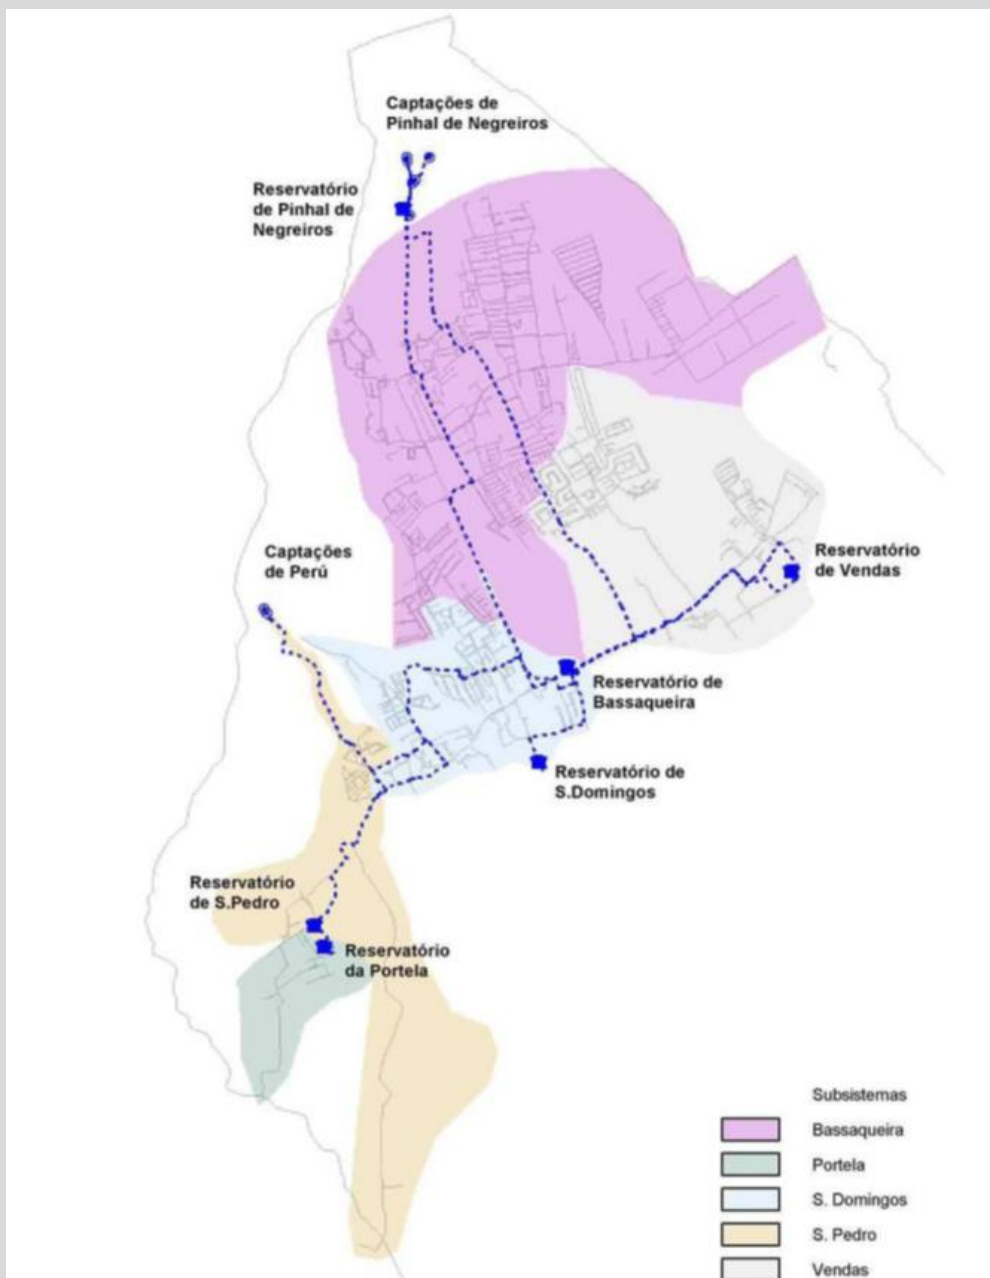 Captações de
Pinhal de Negreiros
Reservatório
de Pinhal de
Negreiros
Captações
de Perú
Reservatório
de Vendas
Reservatório de
Bassaqueira
Reservatório de
S.Domingos
Reservatório
de S.Pedro
Reservatório
da Portela
Subsistemas
Bassaqueira
Portela
S. Domingos
S. Pedro
Vendas